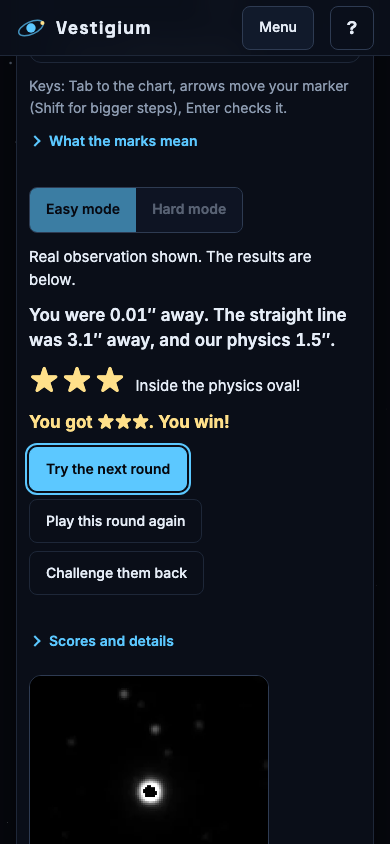 Vestigium
Menu
?
Keys: Tab to the chart, arrows move your marker
(Shift for bigger steps), Enter checks it.
What the marks mean
Easy mode
Hard mode
Real observation shown. The results are
below.
You were 0.01″ away. The straight line
was 3.1″ away, and our physics 1.5″.
Inside the physics oval!
You got ★★★. You win!
Try the next round
Play this round again
Challenge them back
Scores and details